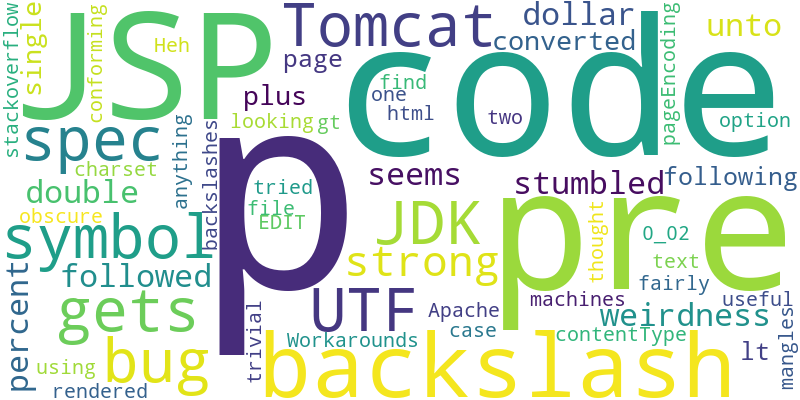 stackoverflow
single
JSP
conforming
Heh
Tomcat
page
dollar
converted
unto
code
pageEncoding
option
plus
find
one
html
two
looking
gt
spec
charset
anything
backslashes
p
tried
file
EDIT
seems
stumbled
following
double
obscure
symbol
JDK
strong
pre
thought
0_02
text
fairly
percent
followed
gets
UTF
Apache
case
machines
useful
weirdness
mangles
using
bug
rendered
trivial
Workarounds
backslash
contentType
lt